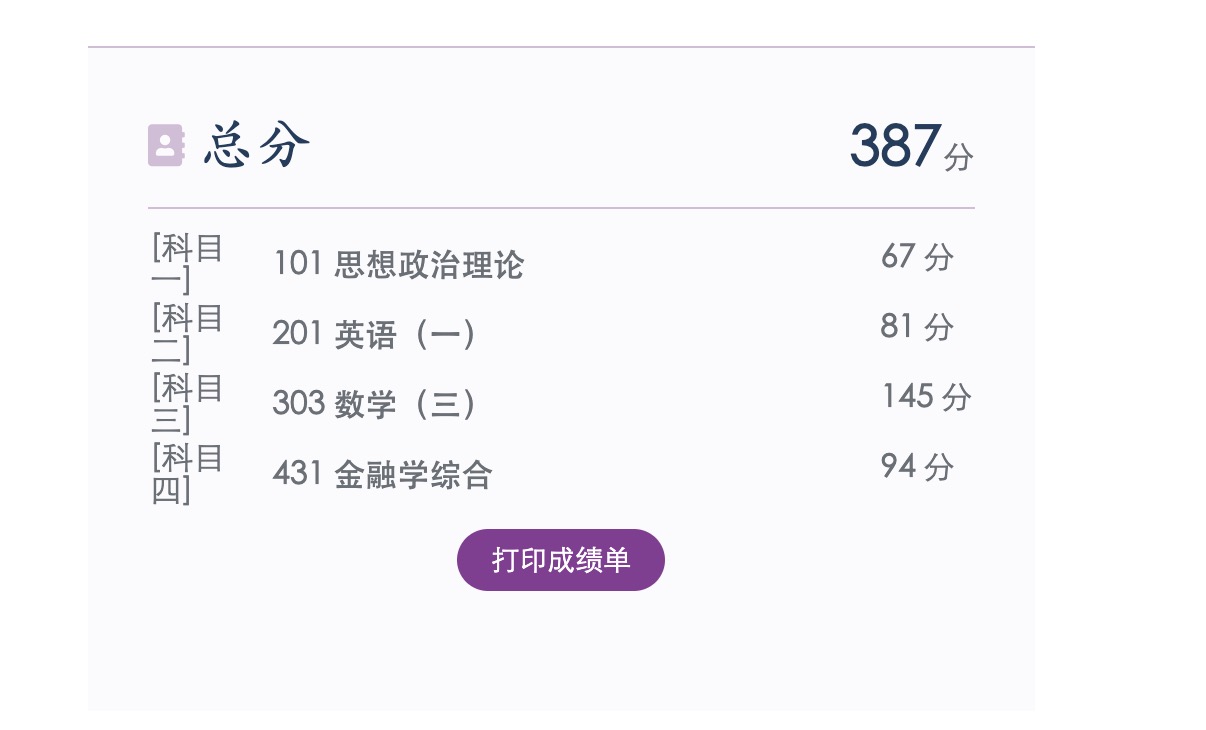 总分 387分
[科目一] 101 思想政治理论 67 分
[科目二] 201 英语（一） 81 分
[科目三] 303 数学（三） 145 分
[科目四] 431 金融学综合 94 分
打印成绩单